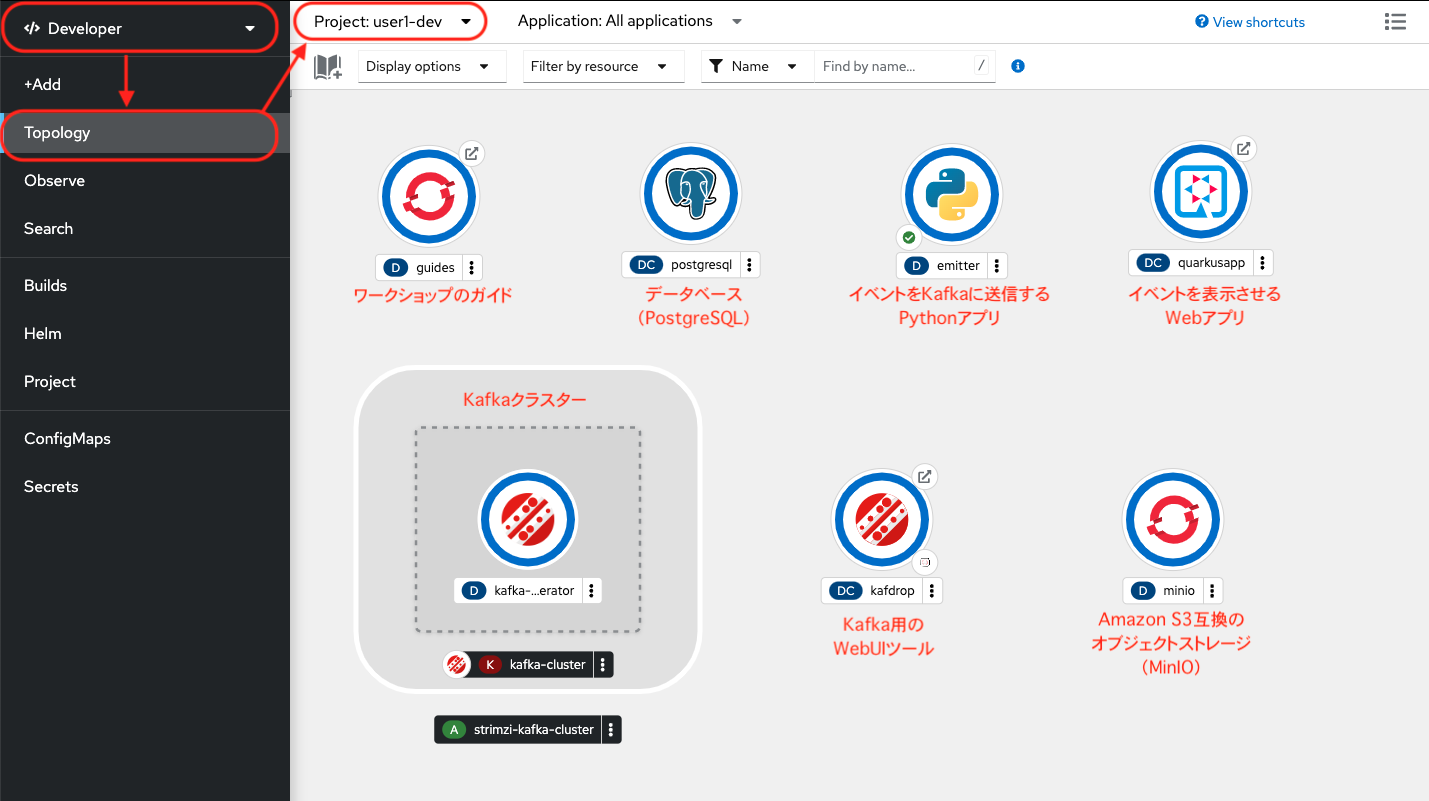 Developer
+Add
Topology
Observe
Search
Builds
Helm
Project
ConfigMaps
Secrets
Project: user1-dev
Application: All applications
View shortcuts
Display options
Filter by resource
Name
Find by name...
/
D guides
ワークショップのガイド
DC postgresql
データベース
（PostgreSQL）
D emitter
イベントをKafkaに送信する
Pythonアプリ
DC quarkusapp
イベントを表示させる
Webアプリ
Kafkaクラスター
D kafka-...erator
K kafka-cluster
A strimzi-kafka-cluster
DC kafdrop
Kafka用の
WebUIツール
D minio
Amazon S3互換の
オブジェクトストレージ
（MinIO）